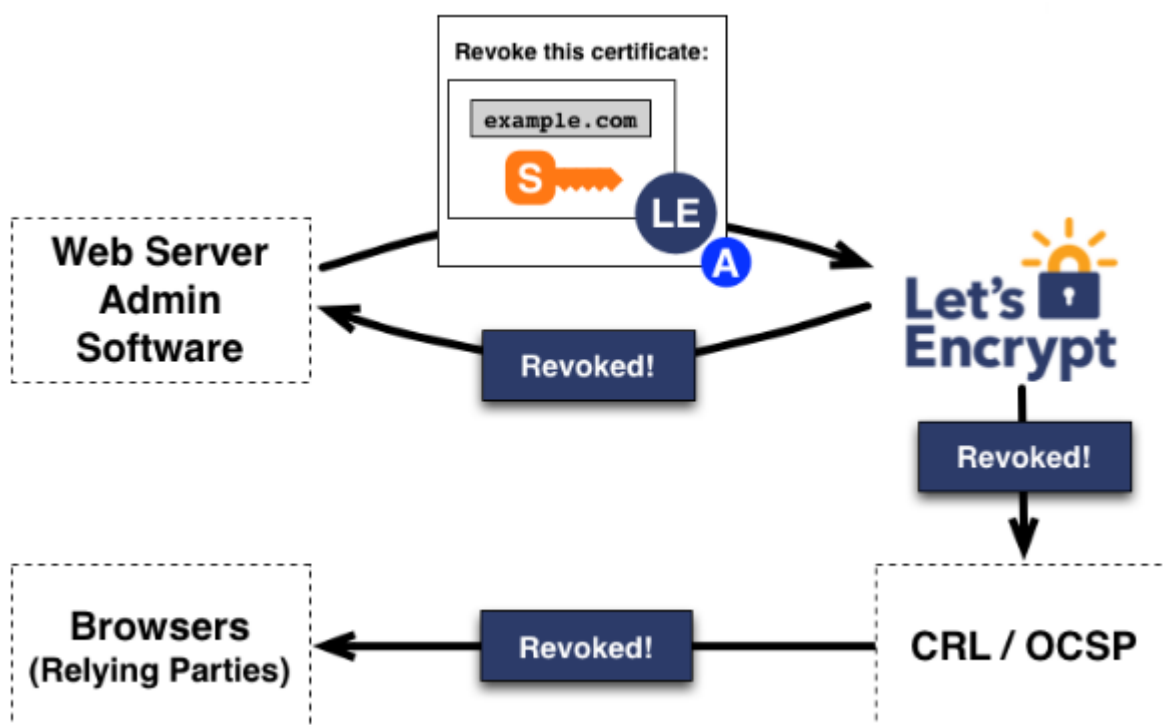 Revoke this certificate:
example.com
S
LE
A
Web Server
Admin
Software
Let's
Encrypt
Revoked!
Revoked!
Browsers
(Relying Parties)
Revoked!
CRL / OCSP